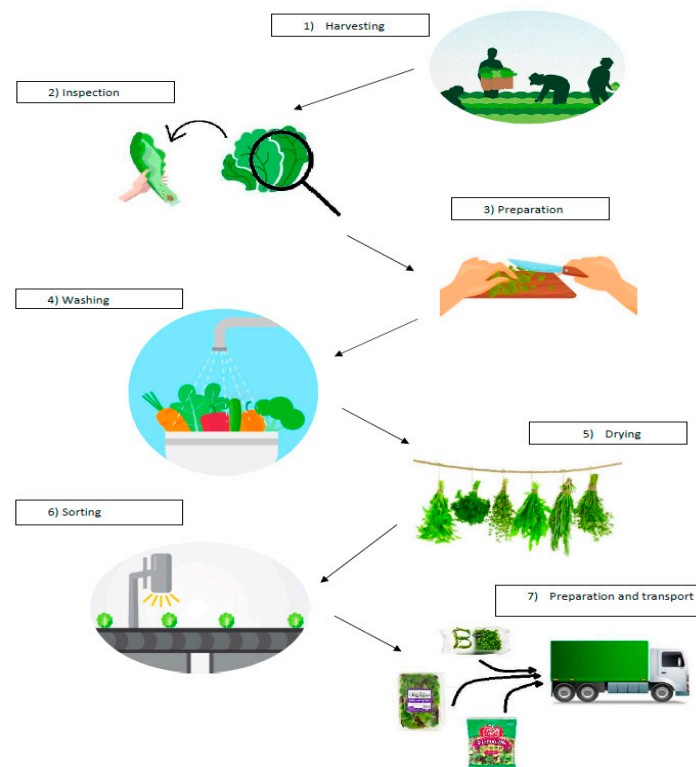 1) Harvesting
2) Inspection
3) Preparation
4) Washing
5) Drying
6) Sorting
7) Preparation and transport